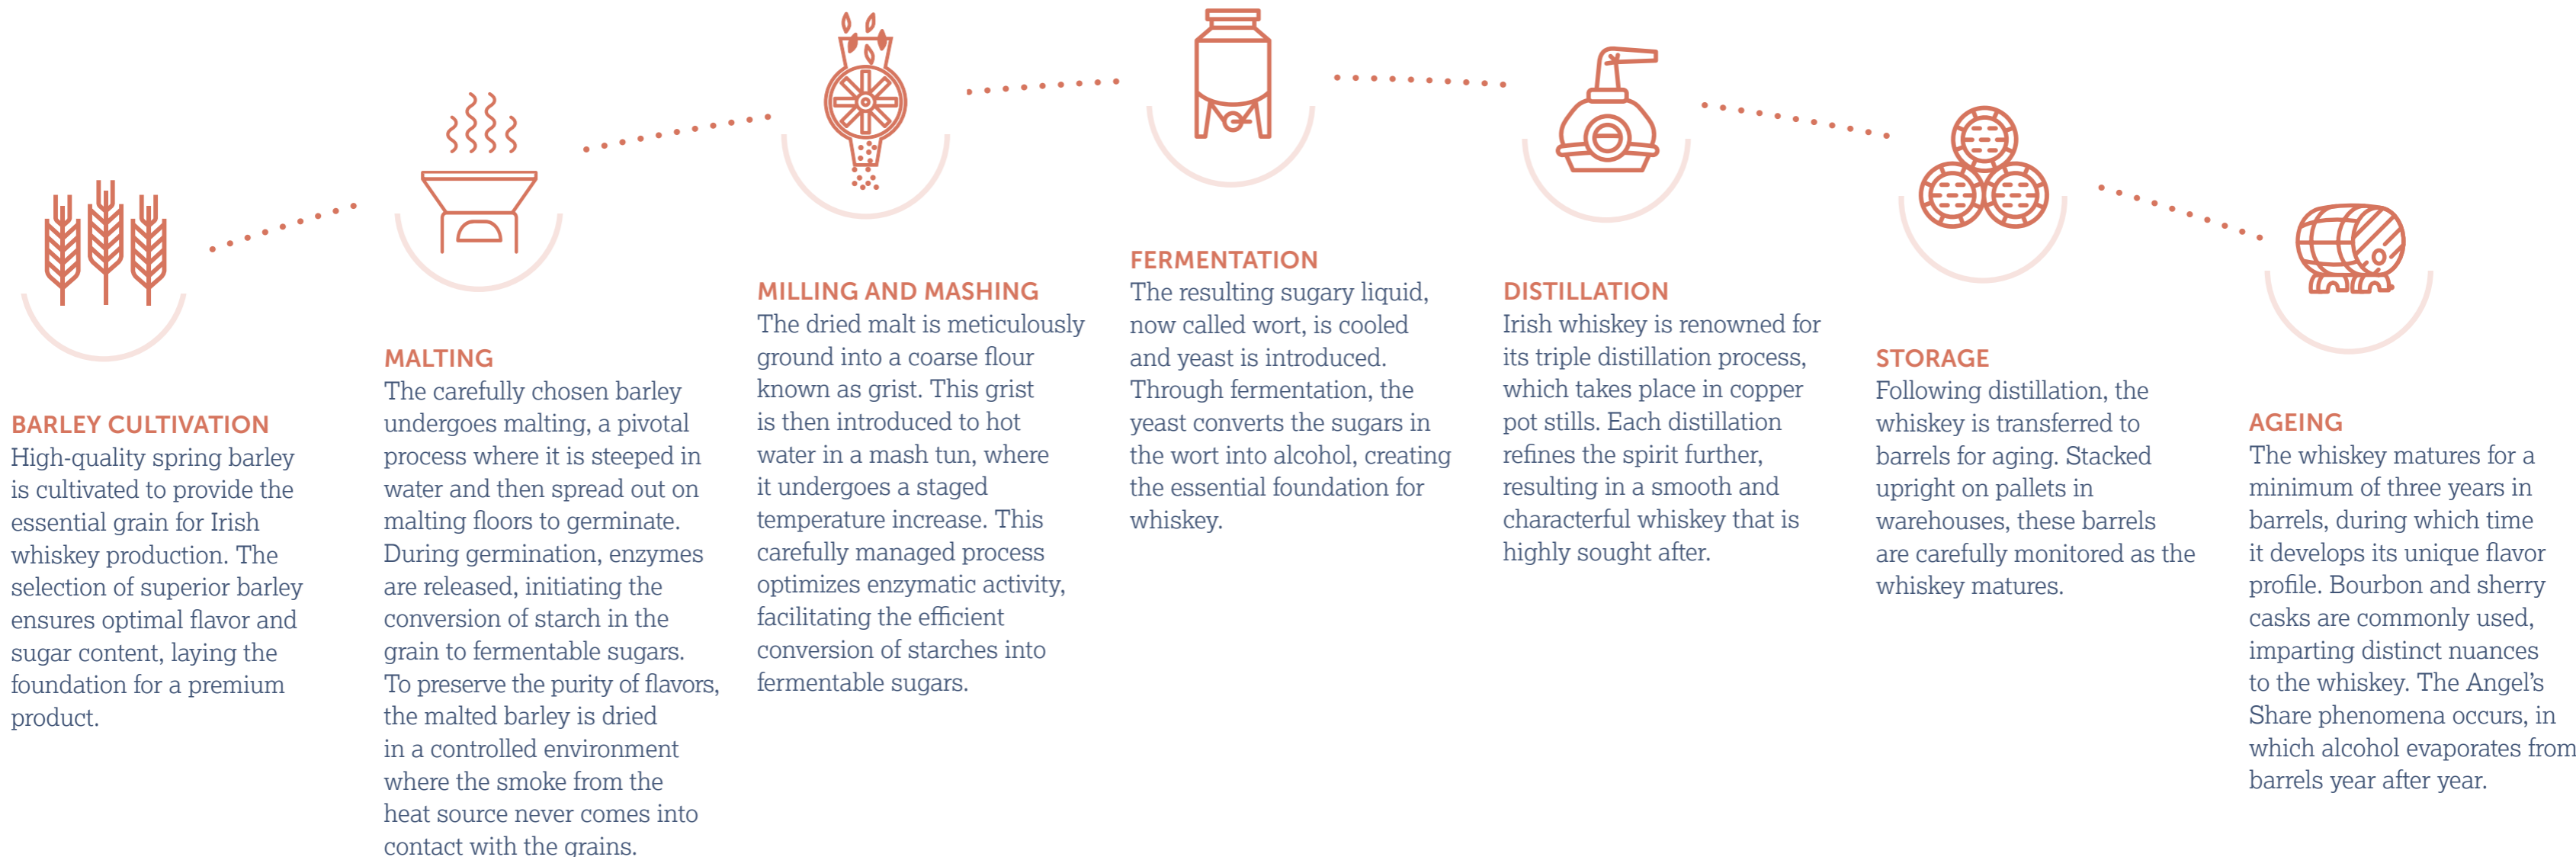 BARLEY CULTIVATION
High-quality spring barley
is cultivated to provide the
essential grain for Irish
whiskey production. The
selection of superior barley
ensures optimal flavor and
sugar content, laying the
foundation for a premium
product.
MALTING
The carefully chosen barley
undergoes malting, a pivotal
process where it is steeped in
water and then spread out on
malting floors to germinate.
During germination, enzymes
are released, initiating the
conversion of starch in the
grain to fermentable sugars.
To preserve the purity of flavors,
the malted barley is dried
in a controlled environment
where the smoke from the
heat source never comes into
contact with the grains.
MILLING AND MASHING
The dried malt is meticulously
ground into a coarse flour
known as grist. This grist
is then introduced to hot
water in a mash tun, where
it undergoes a staged
temperature increase. This
carefully managed process
optimizes enzymatic activity,
facilitating the efficient
conversion of starches into
fermentable sugars.
FERMENTATION
The resulting sugary liquid,
now called wort, is cooled
and yeast is introduced.
Through fermentation, the
yeast converts the sugars in
the wort into alcohol, creating
the essential foundation for
whiskey.
DISTILLATION
Irish whiskey is renowned for
its triple distillation process,
which takes place in copper
pot stills. Each distillation
refines the spirit further,
resulting in a smooth and
characterful whiskey that is
highly sought after.
STORAGE
Following distillation, the
whiskey is transferred to
barrels for aging. Stacked
upright on pallets in
warehouses, these barrels
are carefully monitored as the
whiskey matures.
AGEING
The whiskey matures for a
minimum of three years in
barrels, during which time
it develops its unique flavor
profile. Bourbon and sherry
casks are commonly used,
imparting distinct nuances
to the whiskey. The Angel’s
Share phenomena occurs, in
which alcohol evaporates from
barrels year after year.